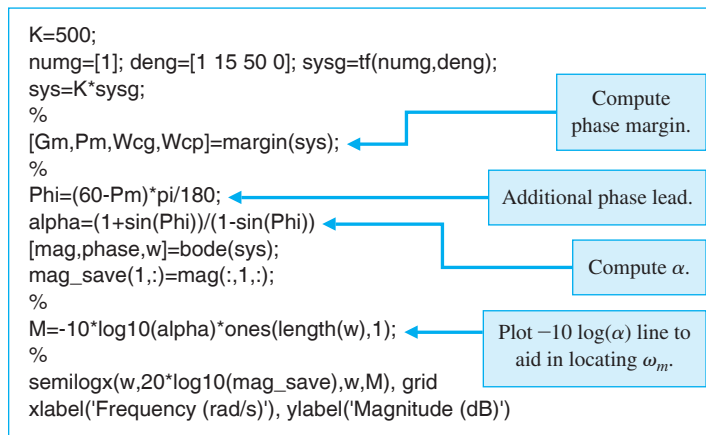 K=500;
numg=[1]; deng=[1 15 50 0]; sysg=tf(numg,deng);
sys=K*sysg;
%
[Gm,Pm,Wcg,Wcp]=margin(sys);
%
Phi=(60-Pm)*pi/180;
alpha=(1+sin(Phi))/(1-sin(Phi))
[mag,phase,w]=bode(sys);
mag_save(1,:)=mag(:,1,:);
%
M=-10*log10(alpha)*ones(length(w),1);
%
semilogx(w,20*log10(mag_save),w,M), grid
xlabel('Frequency (rad/s)'), ylabel('Magnitude (dB)')
Compute
phase margin.
Additional phase lead.
Compute α.
Plot −10 log(α) line to
aid in locating ωm.